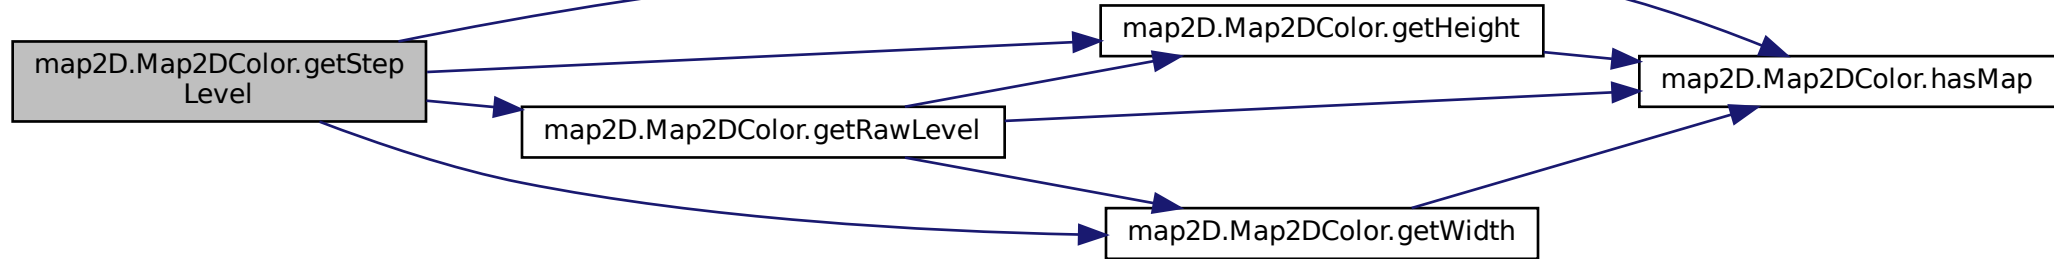 map2D.Map2DColor.getStep
Level
map2D.Map2DColor.getHeight
map2D.Map2DColor.hasMap
map2D.Map2DColor.getRawLevel
map2D.Map2DColor.getWidth